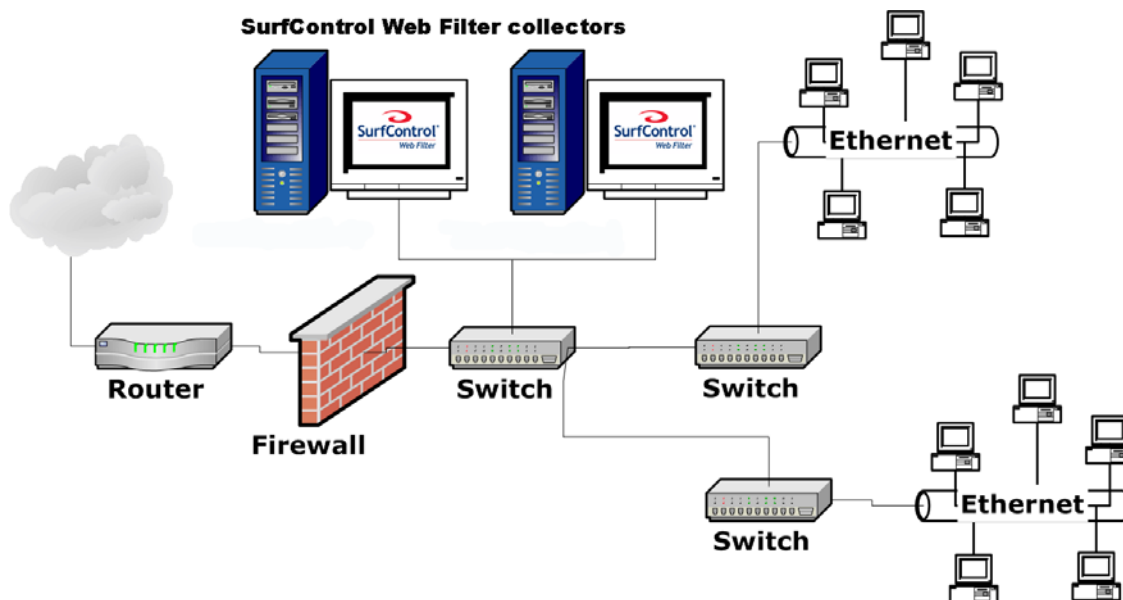 SurfControl Web Filter collectors
SurfControl®
Web Filter
SurfControl®
Web Filter
Ethernet
Router
Firewall
Switch
Switch
Switch
Ethernet